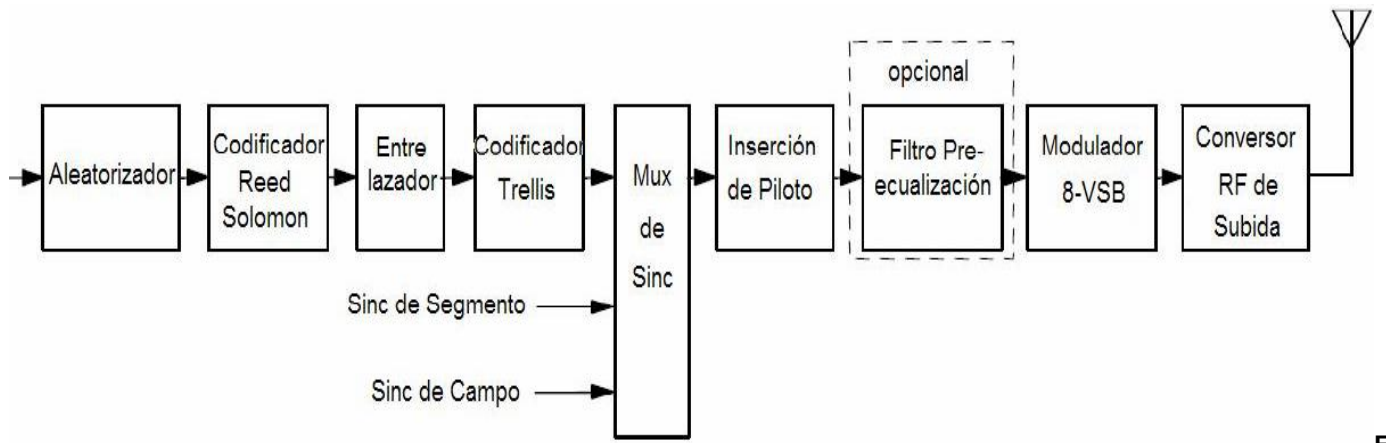 opcional
Aleatorizador
Codificador
Reed
Solomon
Entre
lazador
Codificador
Trellis
Mux
de
Sinc
Inserción
de Piloto
Filtro Pre-
ecualización
Modulador
8-VSB
Conversor
RF de
Subida
Sinc de Segmento
Sinc de Campo